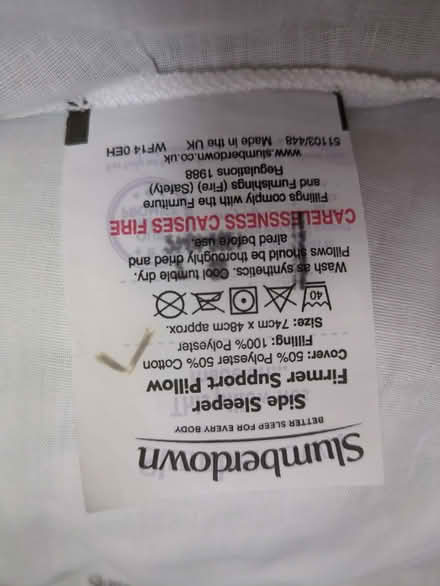 Slumberdown
BETTER SLEEP FOR EVERY BODY
Side Sleeper
Firmer Support Pillow
Cover: 50% Polyester 50% Cotton
Filling: 100% Polyester
Size: 74cm x 48cm approx.
40
Wash as synthetics. Cool tumble dry.
Pillows should be thoroughly dried and
aired before use.
CARELESSNESS CAUSES FIRE
Fillings comply with the Furniture
and Furnishings (Fire) (Safety)
Regulations 1988
www.slumberdown.co.uk
51103/448 Made in the UK WF14 0EH